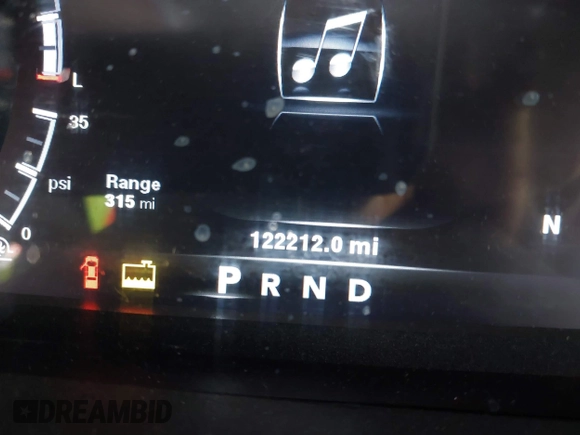 L
35
psi
0
Range
315 mi
122212.0 mi
N
P R N D
DREAMBID